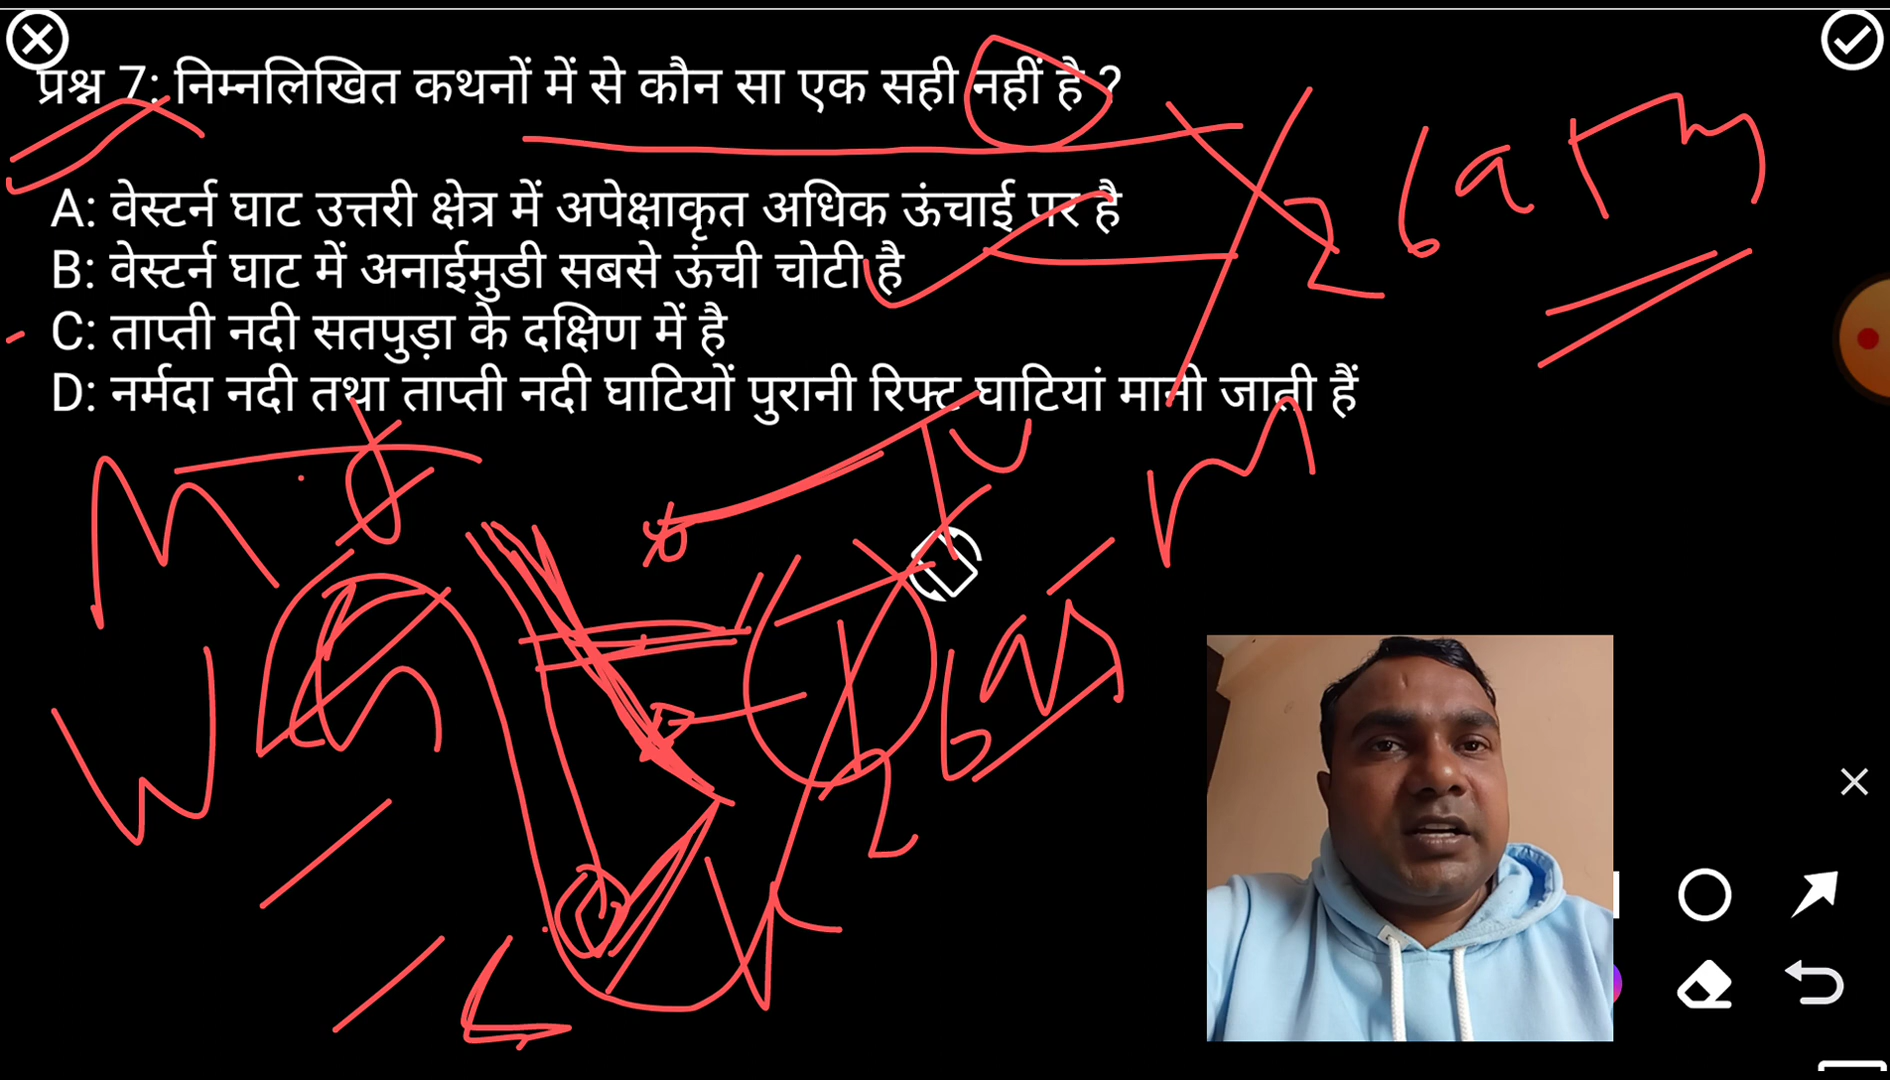 प्रश्न 7: निम्नलिखित कथनों में से कौन सा एक सही नहीं है ?
A: वेस्टर्न घाट उत्तरी क्षेत्र में अपेक्षाकृत अधिक ऊंचाई पर है
B: वेस्टर्न घाट में अनाईमुडी सबसे ऊंची चोटी है
C: ताप्ती नदी सतपुड़ा के दक्षिण में है
D: नर्मदा नदी तथा ताप्ती नदी घाटियों पुरानी रिफ्ट घाटियां मानी जाती हैं